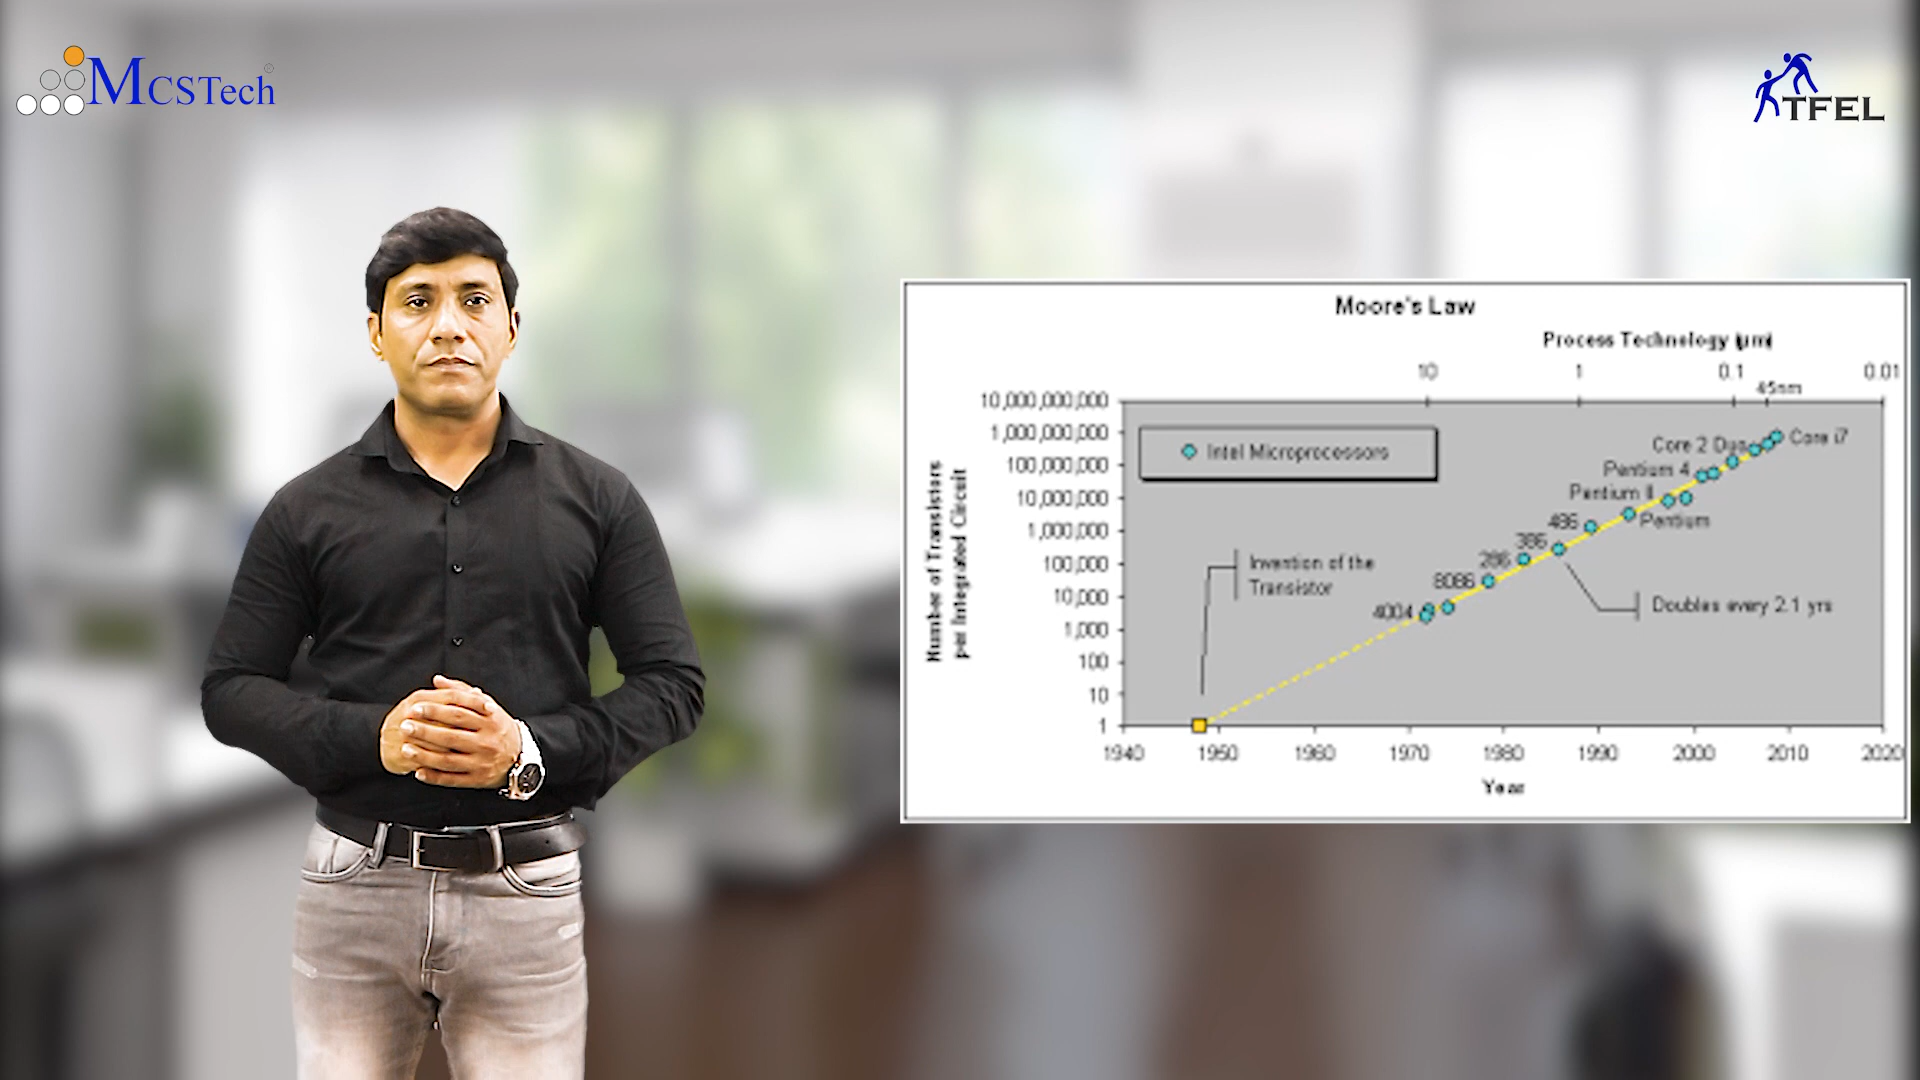 MCSTech
TFEL
Moore's Law
Process Technology (µm)
10 1 0.1 0.01
45nm
10,000,000,000
1,000,000,000
100,000,000
10,000,000
1,000,000
100,000
10,000
1,000
100
10
1
Number of Transistors
per Integrated Circuit
Intel Microprocessors
Core 2 Duo
Core i7
Pentium 4
Pentium II
Pentium
486
386
286
8086
4004
Invention of the
Transistor
Doubles every 2.1 yrs
1940 1950 1960 1970 1980 1990 2000 2010 2020
Year